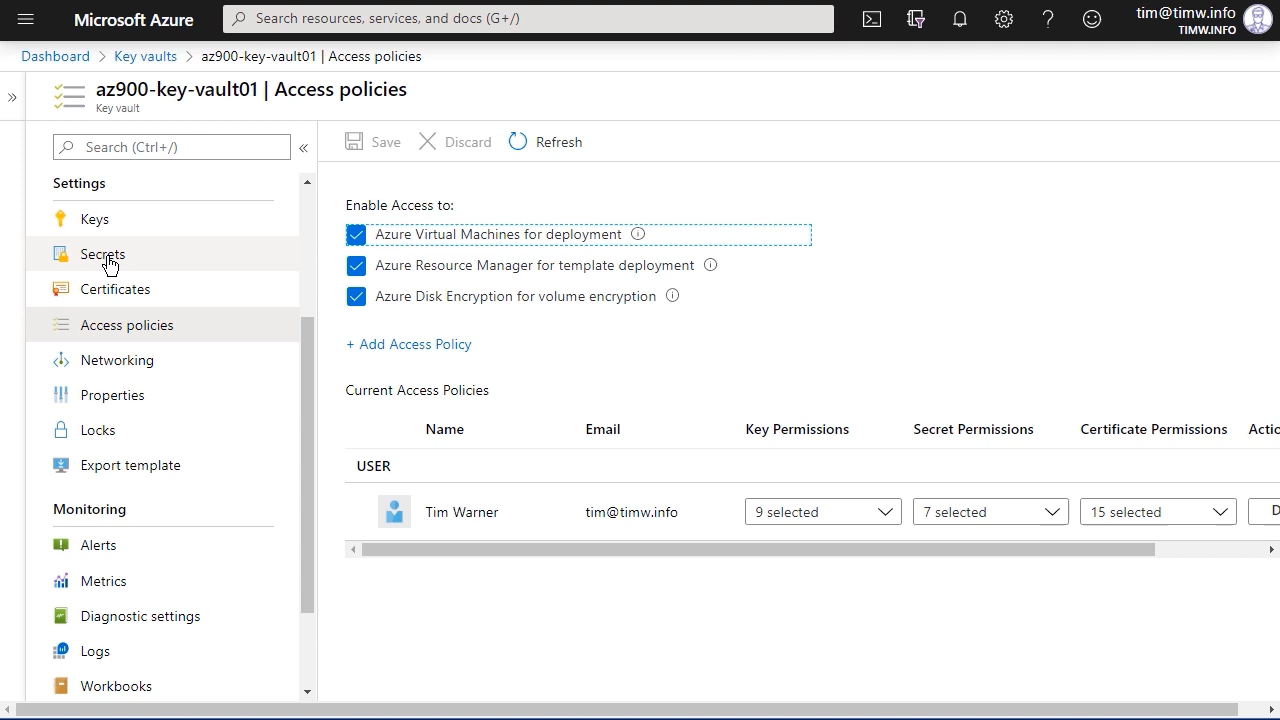 Microsoft Azure
Search resources, services, and docs (G+/)
tim@timw.info
TIMW.INFO
Dashboard > Key vaults > az900-key-vault01 | Access policies
az900-key-vault01 | Access policies
Key vault
Search (Ctrl+/)
Settings
Keys
Secrets
Certificates
Access policies
Networking
Properties
Locks
Export template
Monitoring
Alerts
Metrics
Diagnostic settings
Logs
Workbooks
Save Discard Refresh
Enable Access to:
Azure Virtual Machines for deployment
Azure Resource Manager for template deployment
Azure Disk Encryption for volume encryption
+ Add Access Policy
Current Access Policies
Name Email Key Permissions Secret Permissions Certificate Permissions Actio
USER
Tim Warner tim@timw.info 9 selected 7 selected 15 selected D